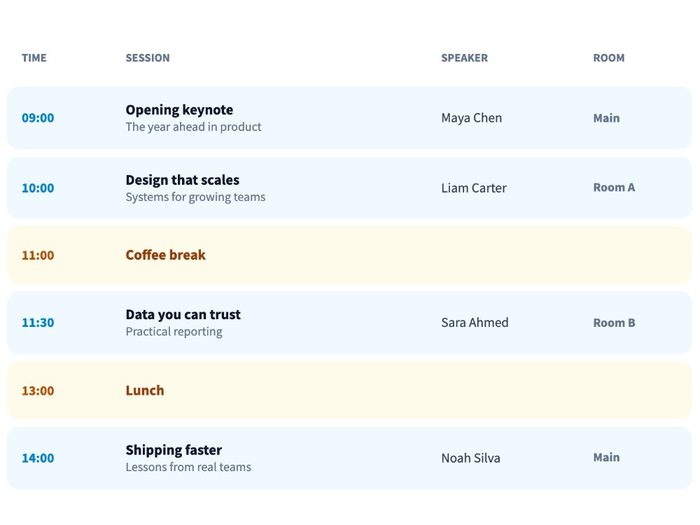 TIME SESSION SPEAKER ROOM
09:00 Opening keynote Maya Chen Main
The year ahead in product
10:00 Design that scales Liam Carter Room A
Systems for growing teams
11:00 Coffee break
11:30 Data you can trust Sara Ahmed Room B
Practical reporting
13:00 Lunch
14:00 Shipping faster Noah Silva Main
Lessons from real teams